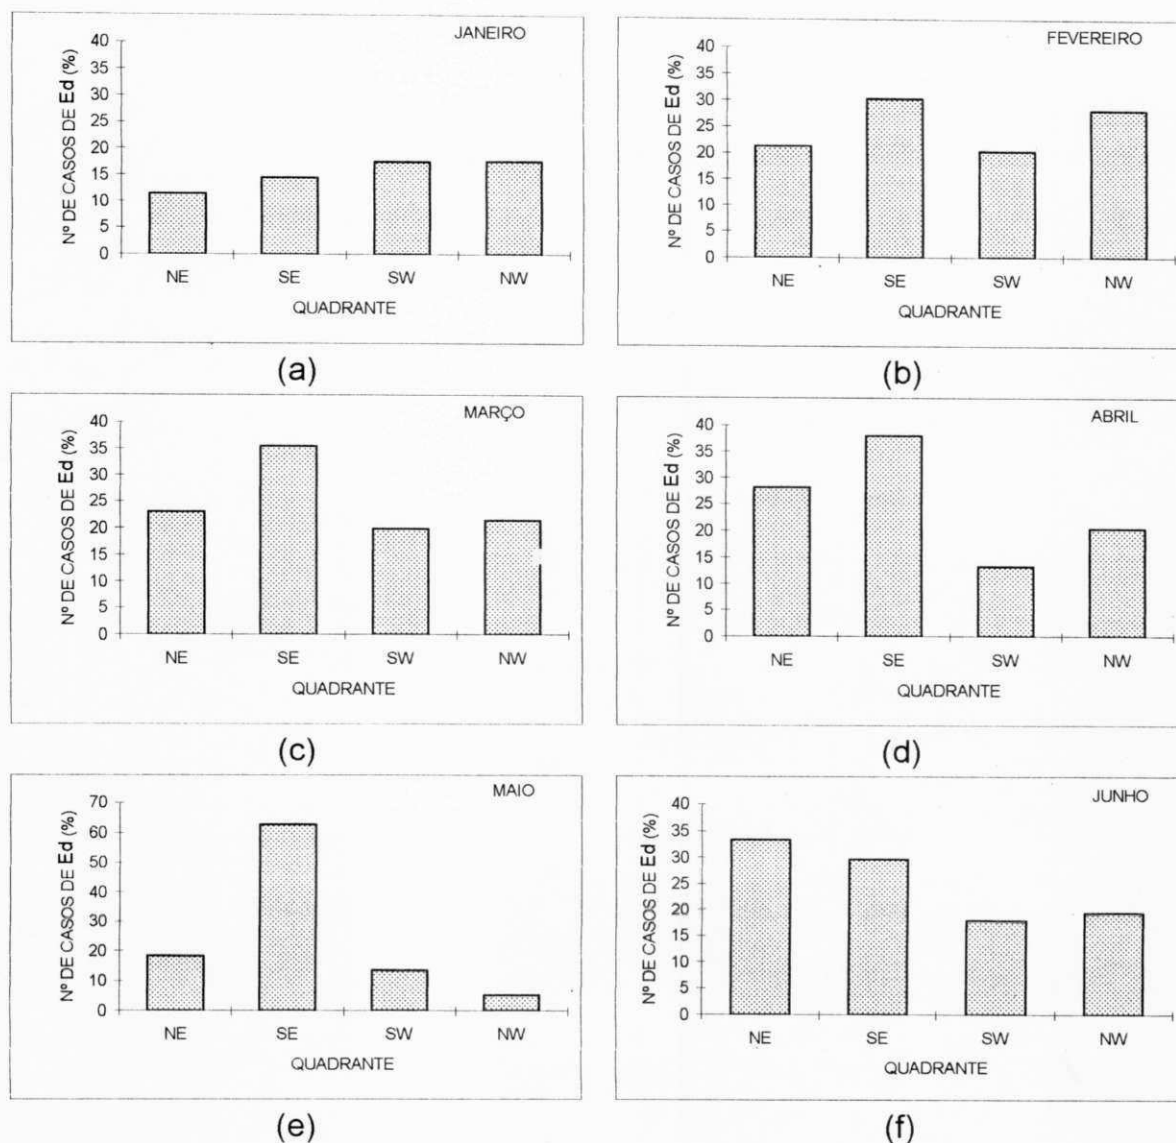 JANEIRO
Nº DE CASOS DE Ed (%)
40
35
30
25
20
15
10
5
0
NE SE SW NW
QUADRANTE
(a)
FEVEREIRO
Nº DE CASOS DE Ed (%)
40
35
30
25
20
15
10
5
0
NE SE SW NW
QUADRANTE
(b)
MARÇO
Nº DE CASOS DE Ed (%)
40
35
30
25
20
15
10
5
0
NE SE SW NW
QUADRANTE
(c)
ABRIL
Nº DE CASOS DE Ed (%)
40
35
30
25
20
15
10
5
0
NE SE SW NW
QUADRANTE
(d)
MAIO
Nº DE CASOS DE Ed (%)
70
60
50
40
30
20
10
0
NE SE SW NW
QUADRANTE
(e)
JUNHO
Nº DE CASOS DE Ed (%)
40
35
30
25
20
15
10
5
0
NE SE SW NW
QUADRANTE
(f)